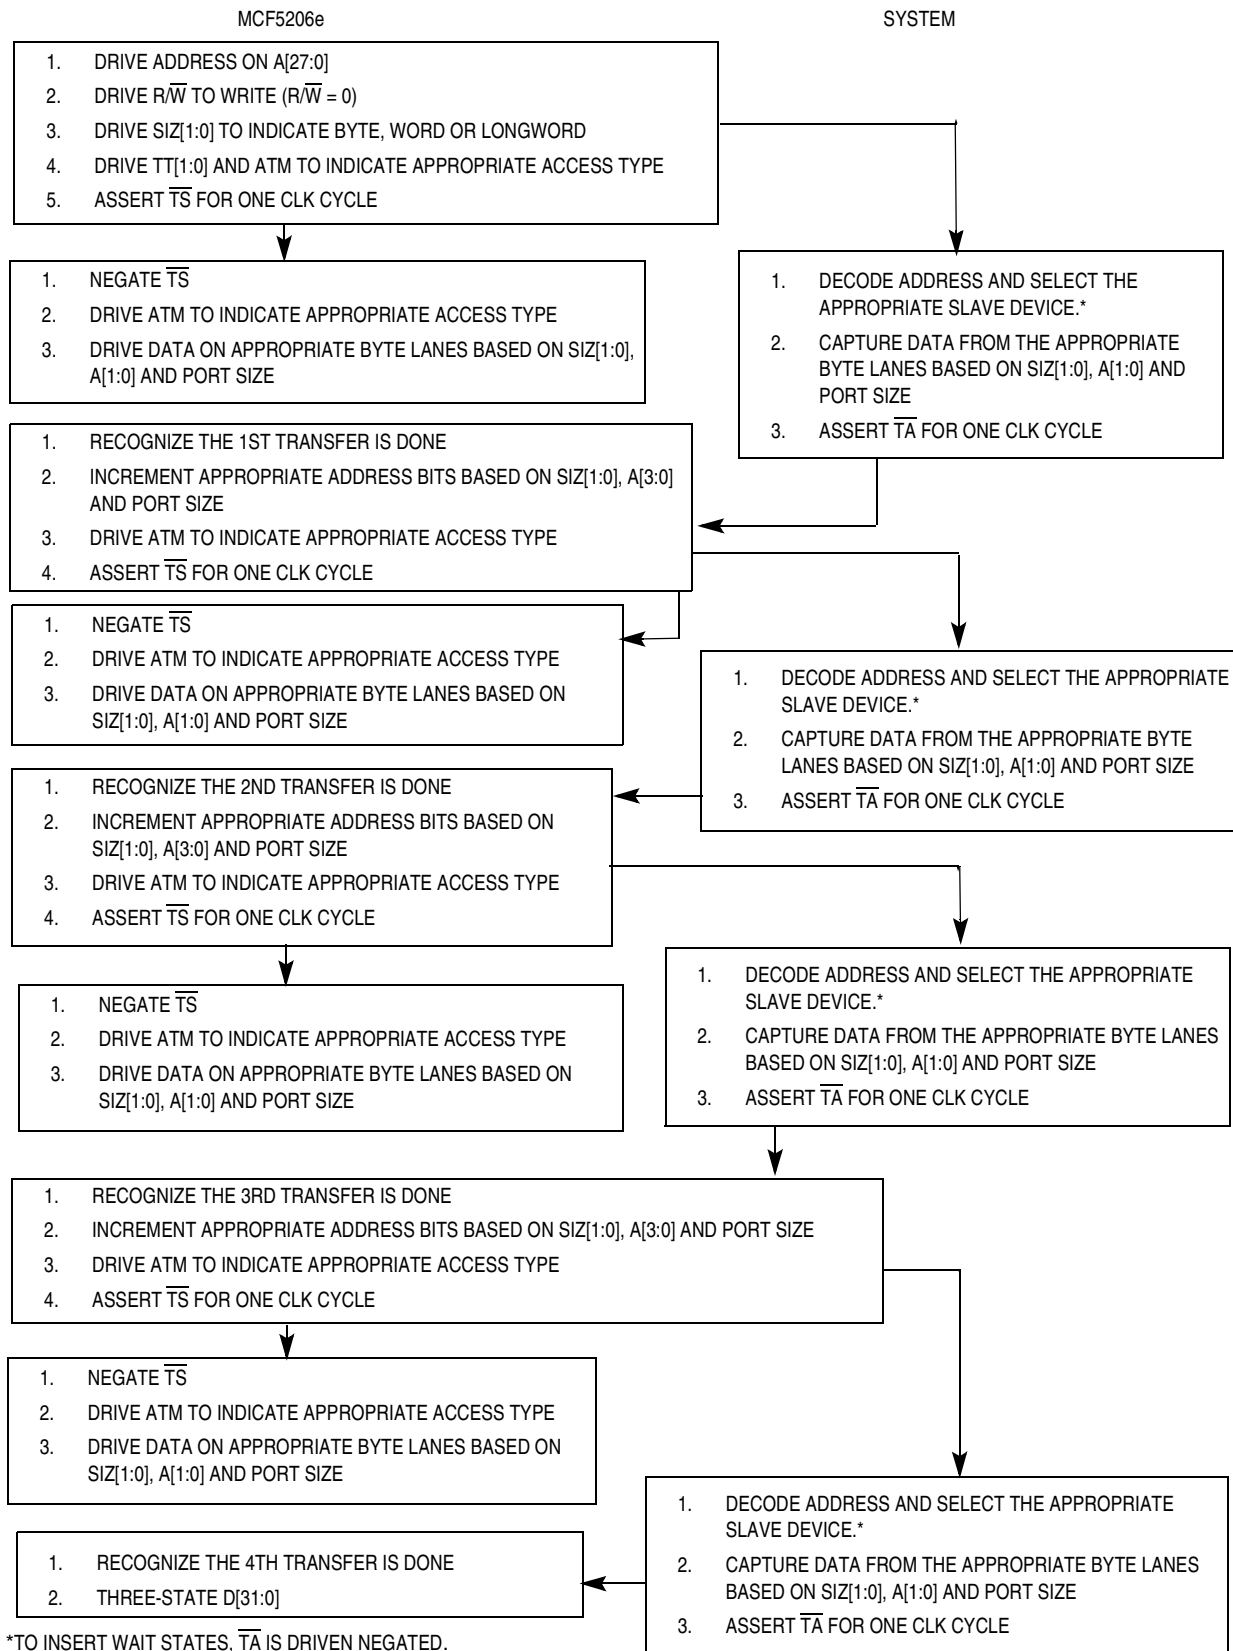 MCF5206e
SYSTEM
1. DRIVE ADDRESS ON A[27:0]
2. DRIVE R/W̅ TO WRITE (R/W̅ = 0)
3. DRIVE SIZ[1:0] TO INDICATE BYTE, WORD OR LONGWORD
4. DRIVE TT[1:0] AND ATM TO INDICATE APPROPRIATE ACCESS TYPE
5. ASSERT T̅S̅ FOR ONE CLK CYCLE
1. NEGATE T̅S̅
2. DRIVE ATM TO INDICATE APPROPRIATE ACCESS TYPE
3. DRIVE DATA ON APPROPRIATE BYTE LANES BASED ON SIZ[1:0],
A[1:0] AND PORT SIZE
1. DECODE ADDRESS AND SELECT THE
APPROPRIATE SLAVE DEVICE.*
2. CAPTURE DATA FROM THE APPROPRIATE
BYTE LANES BASED ON SIZ[1:0], A[1:0] AND
PORT SIZE
3. ASSERT T̅A̅ FOR ONE CLK CYCLE
1. RECOGNIZE THE 1ST TRANSFER IS DONE
2. INCREMENT APPROPRIATE ADDRESS BITS BASED ON SIZ[1:0], A[3:0]
AND PORT SIZE
3. DRIVE ATM TO INDICATE APPROPRIATE ACCESS TYPE
4. ASSERT T̅S̅ FOR ONE CLK CYCLE
1. NEGATE T̅S̅
2. DRIVE ATM TO INDICATE APPROPRIATE ACCESS TYPE
3. DRIVE DATA ON APPROPRIATE BYTE LANES BASED ON
SIZ[1:0], A[1:0] AND PORT SIZE
1. DECODE ADDRESS AND SELECT THE APPROPRIATE
SLAVE DEVICE.*
2. CAPTURE DATA FROM THE APPROPRIATE BYTE
LANES BASED ON SIZ[1:0], A[1:0] AND PORT SIZE
3. ASSERT T̅A̅ FOR ONE CLK CYCLE
1. RECOGNIZE THE 2ND TRANSFER IS DONE
2. INCREMENT APPROPRIATE ADDRESS BITS BASED ON
SIZ[1:0], A[3:0] AND PORT SIZE
3. DRIVE ATM TO INDICATE APPROPRIATE ACCESS TYPE
4. ASSERT T̅S̅ FOR ONE CLK CYCLE
1. NEGATE T̅S̅
2. DRIVE ATM TO INDICATE APPROPRIATE ACCESS TYPE
3. DRIVE DATA ON APPROPRIATE BYTE LANES BASED ON
SIZ[1:0], A[1:0] AND PORT SIZE
1. DECODE ADDRESS AND SELECT THE APPROPRIATE
SLAVE DEVICE.*
2. CAPTURE DATA FROM THE APPROPRIATE BYTE LANES
BASED ON SIZ[1:0], A[1:0] AND PORT SIZE
3. ASSERT T̅A̅ FOR ONE CLK CYCLE
1. RECOGNIZE THE 3RD TRANSFER IS DONE
2. INCREMENT APPROPRIATE ADDRESS BITS BASED ON SIZ[1:0], A[3:0] AND PORT SIZE
3. DRIVE ATM TO INDICATE APPROPRIATE ACCESS TYPE
4. ASSERT T̅S̅ FOR ONE CLK CYCLE
1. NEGATE T̅S̅
2. DRIVE ATM TO INDICATE APPROPRIATE ACCESS TYPE
3. DRIVE DATA ON APPROPRIATE BYTE LANES BASED ON
SIZ[1:0], A[1:0] AND PORT SIZE
1. DECODE ADDRESS AND SELECT THE APPROPRIATE
SLAVE DEVICE.*
2. CAPTURE DATA FROM THE APPROPRIATE BYTE LANES
BASED ON SIZ[1:0], A[1:0] AND PORT SIZE
3. ASSERT T̅A̅ FOR ONE CLK CYCLE
1. RECOGNIZE THE 4TH TRANSFER IS DONE
2. THREE-STATE D[31:0]
*TO INSERT WAIT STATES, T̅A̅ IS DRIVEN NEGATED.